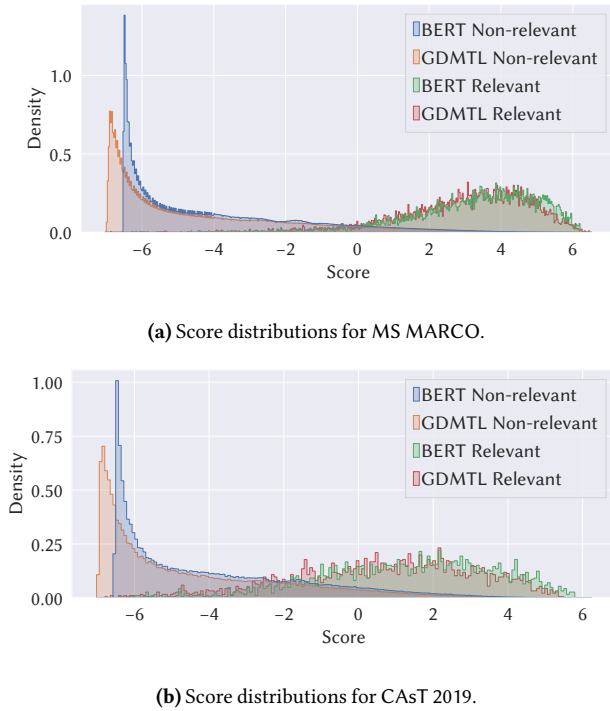 BERT Non-relevant
GDMTL Non-relevant
BERT Relevant
GDMTL Relevant
Density
1.0
0.5
0.0
−6 −4 −2 0 2 4 6
Score
(a) Score distributions for MS MARCO.
BERT Non-relevant
GDMTL Non-relevant
BERT Relevant
GDMTL Relevant
Density
1.00
0.75
0.50
0.25
0.00
−6 −4 −2 0 2 4 6
Score
(b) Score distributions for CAsT 2019.